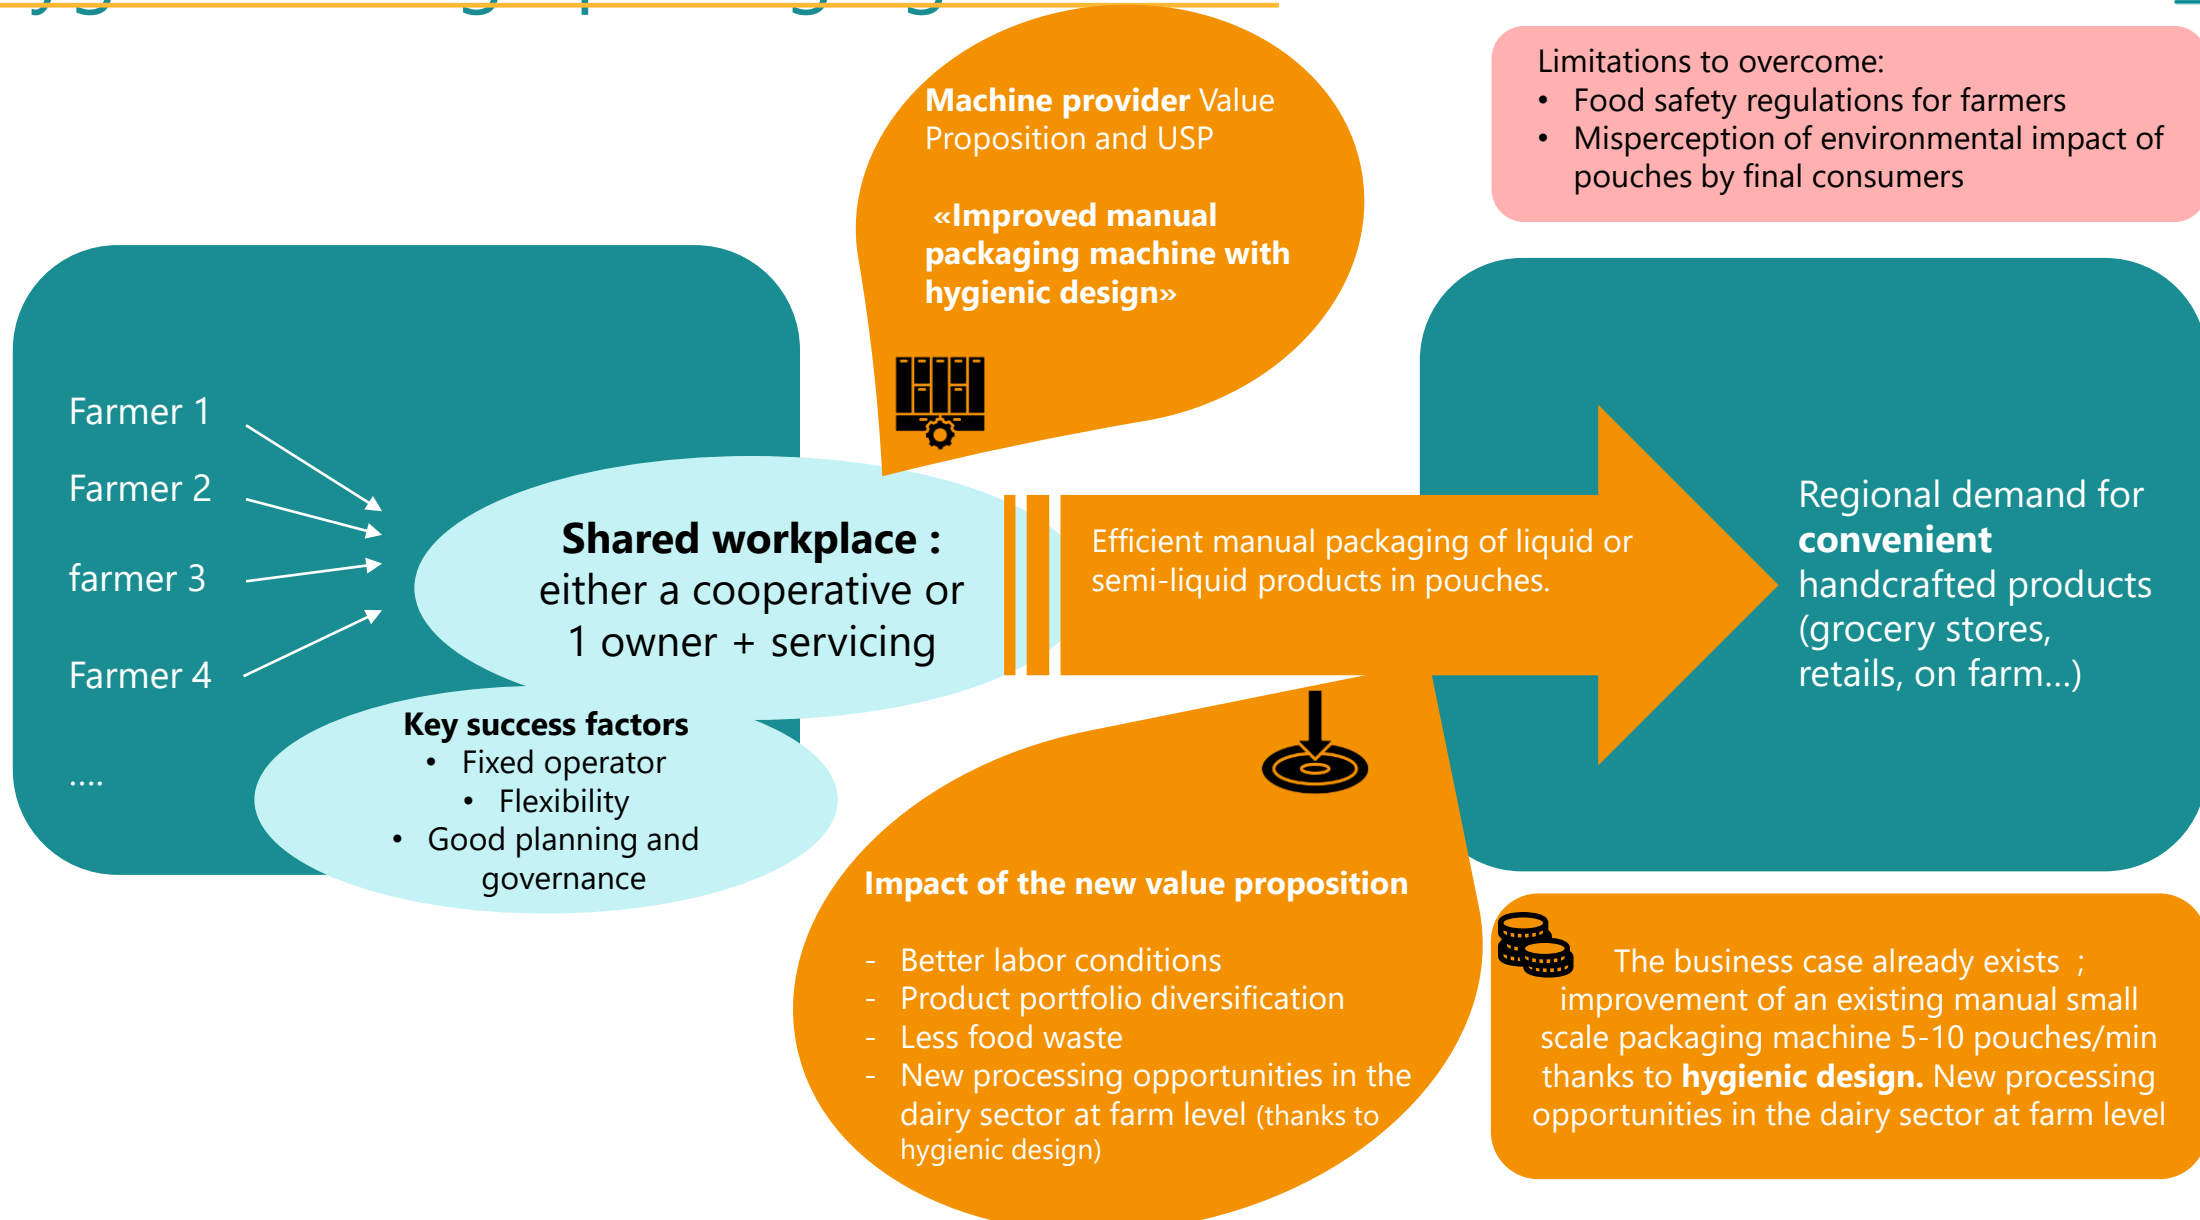 Limitations to overcome:
• Food safety regulations for farmers
• Misperception of environmental impact of
pouches by final consumers
Machine provider Value
Proposition and USP
«Improved manual
packaging machine with
hygienic design»
Farmer 1
Farmer 2
farmer 3
Farmer 4
....
Shared workplace :
either a cooperative or
1 owner + servicing
Key success factors
• Fixed operator
• Flexibility
• Good planning and
governance
Efficient manual packaging of liquid or
semi-liquid products in pouches.
Regional demand for
convenient
handcrafted products
(grocery stores,
retails, on farm...)
Impact of the new value proposition
- Better labor conditions
- Product portfolio diversification
- Less food waste
- New processing opportunities in the
dairy sector at farm level (thanks to
hygienic design)
The business case already exists ;
improvement of an existing manual small
scale packaging machine 5-10 pouches/min
thanks to hygienic design. New processing
opportunities in the dairy sector at farm level